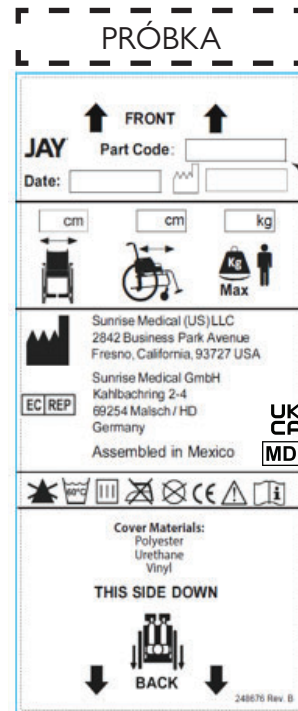 PRÓBKA
FRONT
JAY
Part Code:
Date:
cm
cm
kg
Kg
Max
Sunrise Medical (US)LLC
2842 Business Park Avenue
Fresno, California, 93727 USA
EC REP
Sunrise Medical GmbH
Kahlbachring 2-4
69254 Malsch / HD
Germany
UK
CA
Assembled in Mexico
MD
60°C
CE
i
Cover Materials:
Polyester
Urethane
Vinyl
THIS SIDE DOWN
BACK
248676 Rev. B